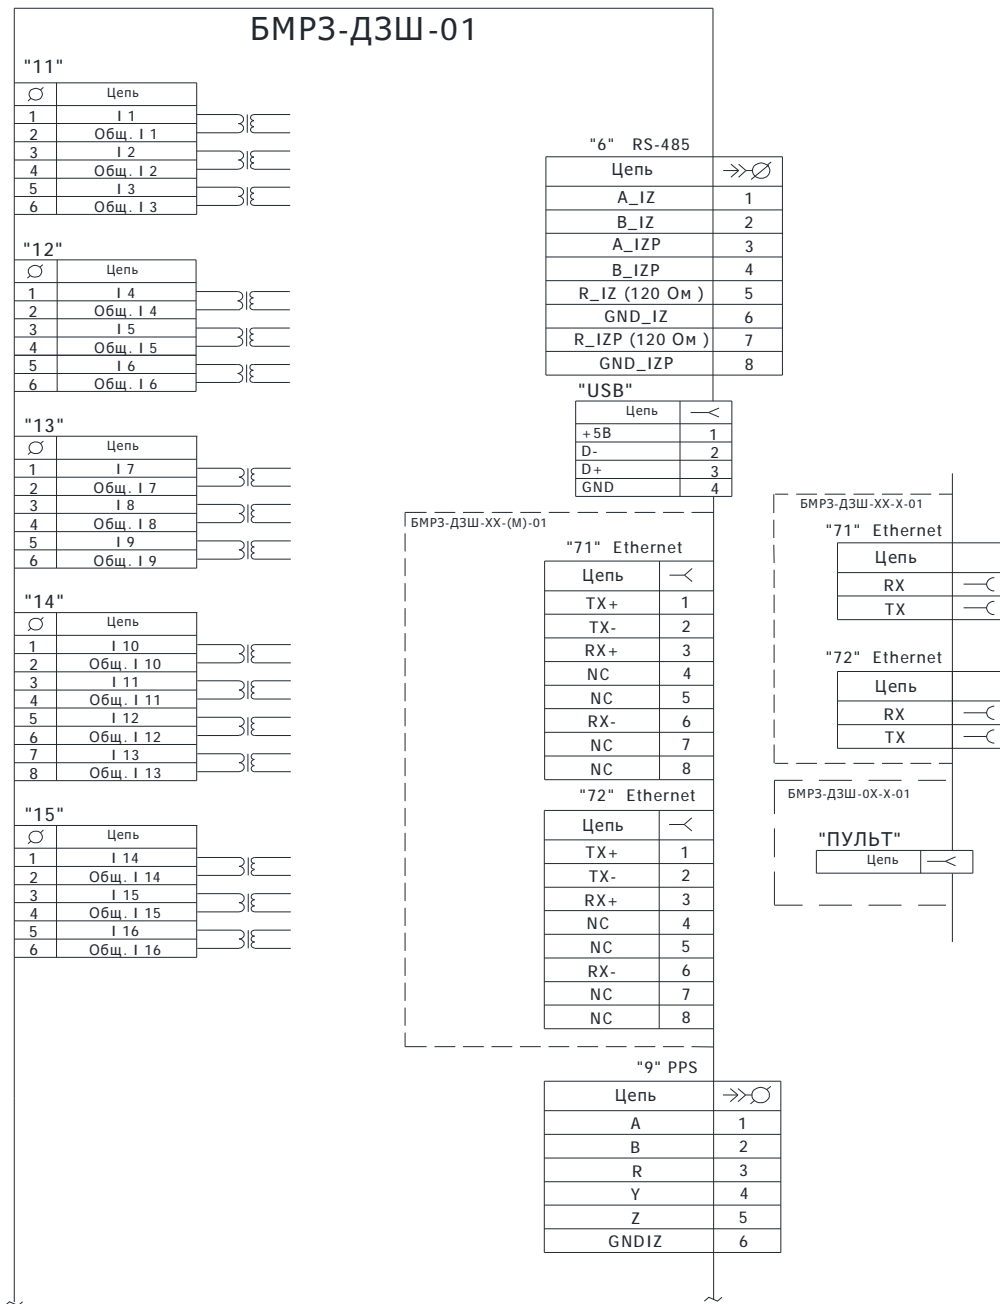 БМРЗ-ДЗШ-01
"11"
Цепь
1 I 1
2 Общ. I 1
3 I 2
4 Общ. I 2
5 I 3
6 Общ. I 3
"12"
Цепь
1 I 4
2 Общ. I 4
3 I 5
4 Общ. I 5
5 I 6
6 Общ. I 6
"13"
Цепь
1 I 7
2 Общ. I 7
3 I 8
4 Общ. I 8
5 I 9
6 Общ. I 9
"14"
Цепь
1 I 10
2 Общ. I 10
3 I 11
4 Общ. I 11
5 I 12
6 Общ. I 12
7 I 13
8 Общ. I 13
"15"
Цепь
1 I 14
2 Общ. I 14
3 I 15
4 Общ. I 15
5 I 16
6 Общ. I 16
"6" RS-485
Цепь
A_IZ 1
B_IZ 2
A_IZP 3
B_IZP 4
R_IZ (120 Ом ) 5
GND_IZ 6
R_IZP (120 Ом ) 7
GND_IZP 8
"USB"
Цепь
+5В 1
D- 2
D+ 3
GND 4
БМРЗ-ДЗШ-ХХ-(М)-01
"71" Ethernet
Цепь
TX+ 1
TX- 2
RX+ 3
NC 4
NC 5
RX- 6
NC 7
NC 8
"72" Ethernet
Цепь
TX+ 1
TX- 2
RX+ 3
NC 4
NC 5
RX- 6
NC 7
NC 8
"9" PPS
Цепь
A 1
B 2
R 3
Y 4
Z 5
GNDIZ 6
БМРЗ-ДЗШ-ХХ-Х-01
"71" Ethernet
Цепь
RX
TX
"72" Ethernet
Цепь
RX
TX
БМРЗ-ДЗШ-0Х-Х-01
"ПУЛЬТ"
Цепь